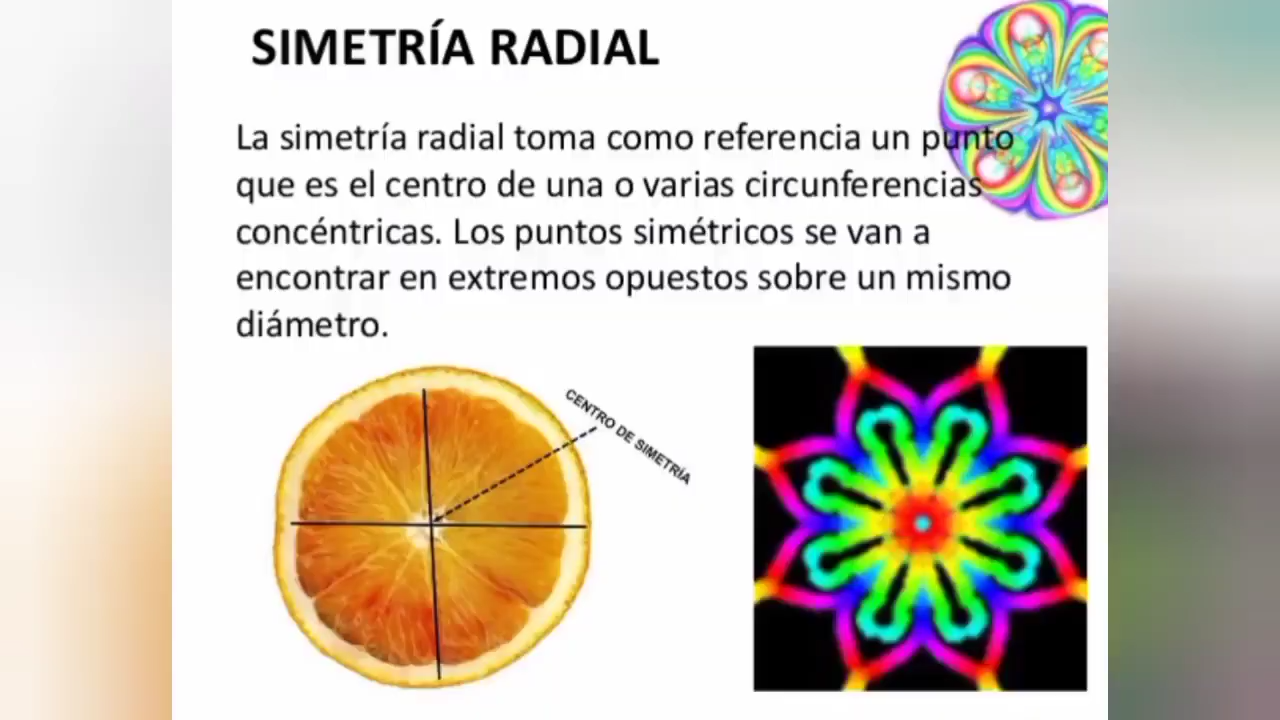 SIMETRÍA RADIAL
La simetría radial toma como referencia un punto
que es el centro de una o varias circunferencias
concéntricas. Los puntos simétricos se van a
encontrar en extremos opuestos sobre un mismo
diámetro.
CENTRO DE SIMETRÍA